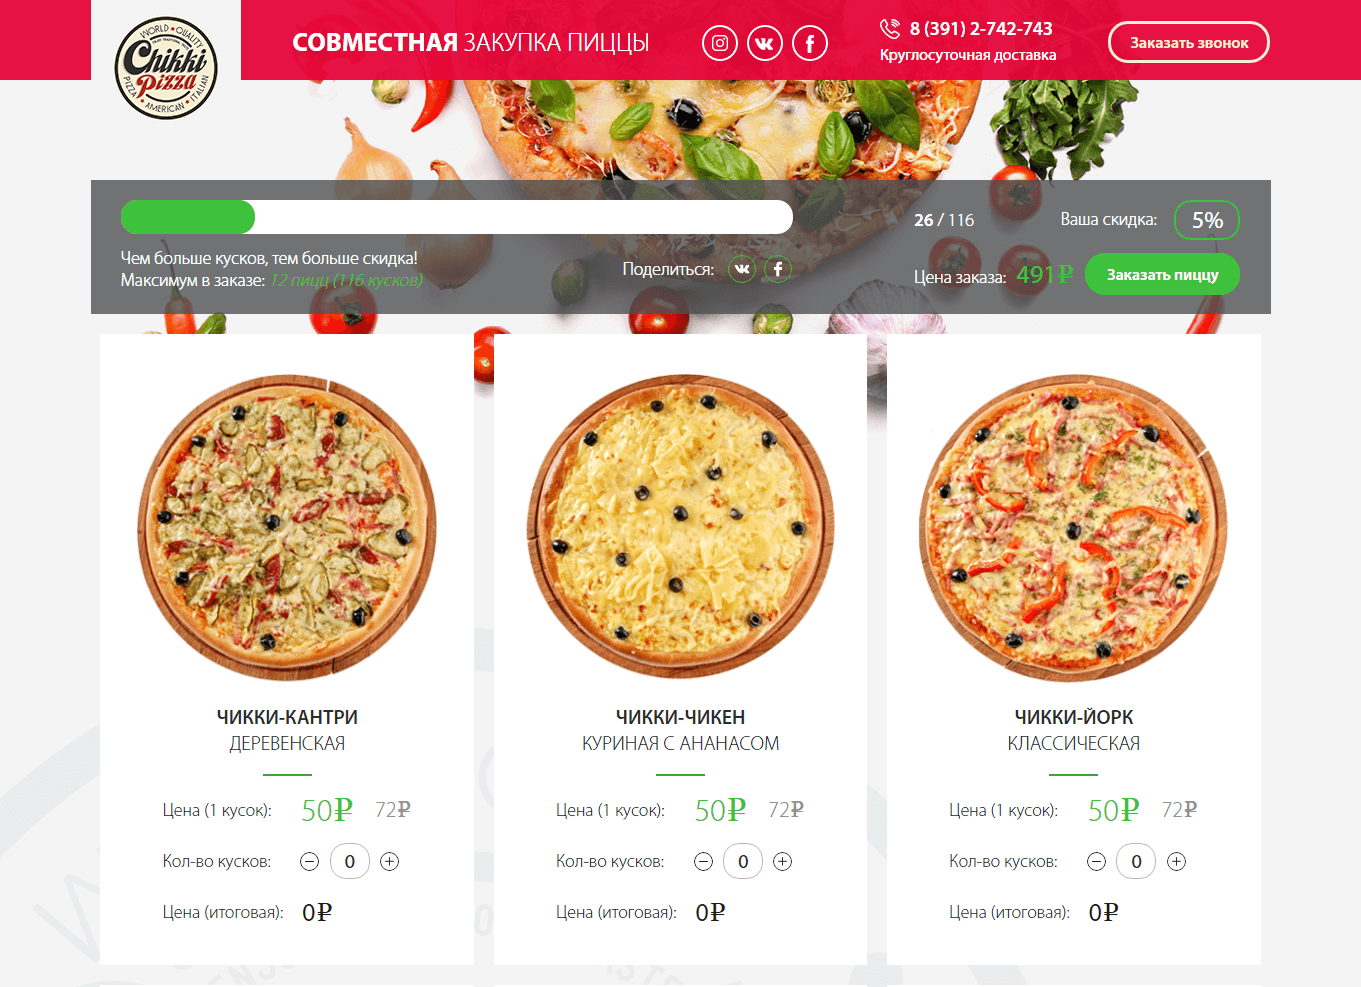 WORLD QUALITY
Chikki
Pizza
PIZZA AMERICAN ITALIAN
СОВМЕСТНАЯ ЗАКУПКА ПИЦЦЫ
8 (391) 2-742-743
Круглосуточная доставка
Заказать звонок
26 / 116
Ваша скидка: 5%
Чем больше кусков, тем больше скидка!
Максимум в заказе: 12 пицц (116 кусков)
Поделиться:
Цена заказа: 491₽
Заказать пиццу
ЧИККИ-КАНТРИ
ДЕРЕВЕНСКАЯ
Цена (1 кусок): 50₽ 72₽
Кол-во кусков: 0
Цена (итоговая): 0₽
ЧИККИ-ЧИКЕН
КУРИНАЯ С АНАНАСОМ
Цена (1 кусок): 50₽ 72₽
Кол-во кусков: 0
Цена (итоговая): 0₽
ЧИККИ-ЙОРК
КЛАССИЧЕСКАЯ
Цена (1 кусок): 50₽ 72₽
Кол-во кусков: 0
Цена (итоговая): 0₽